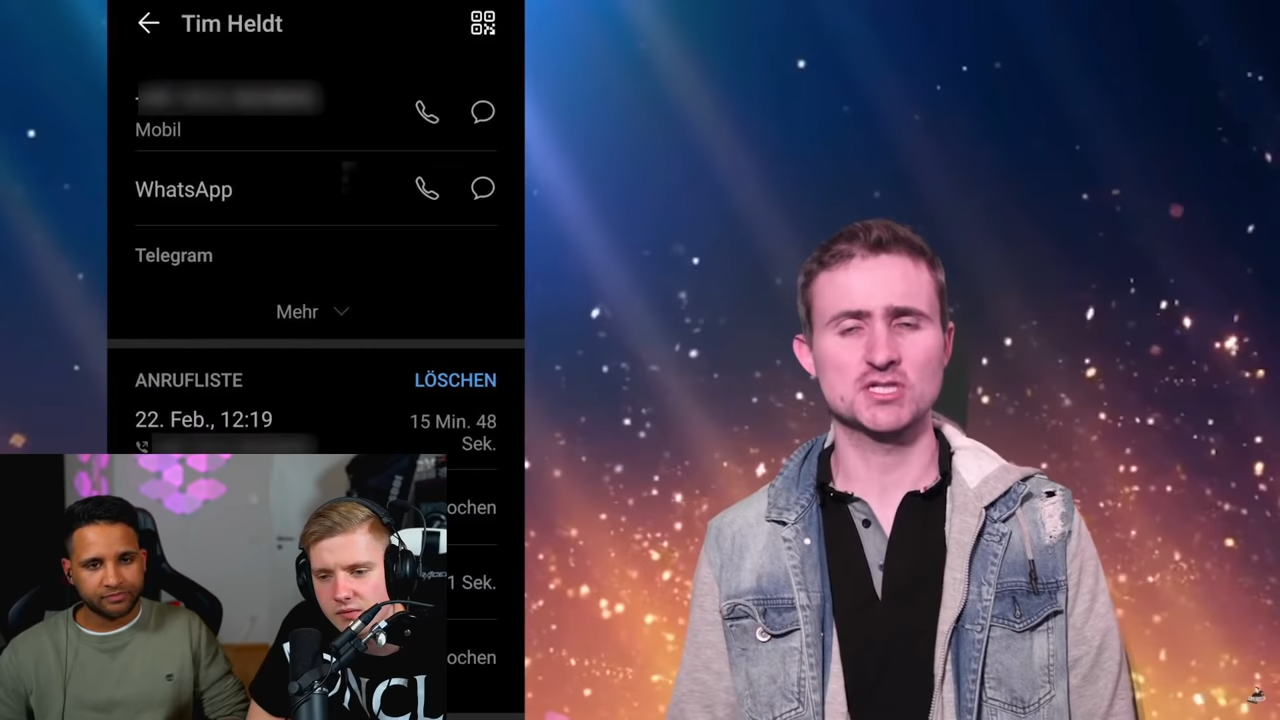 Tim Heldt
Mobil
WhatsApp
Telegram
Mehr
ANRUFLISTE
LÖSCHEN
22. Feb., 12:19
15 Min. 48
Sek.
ochen
1 Sek.
ochen